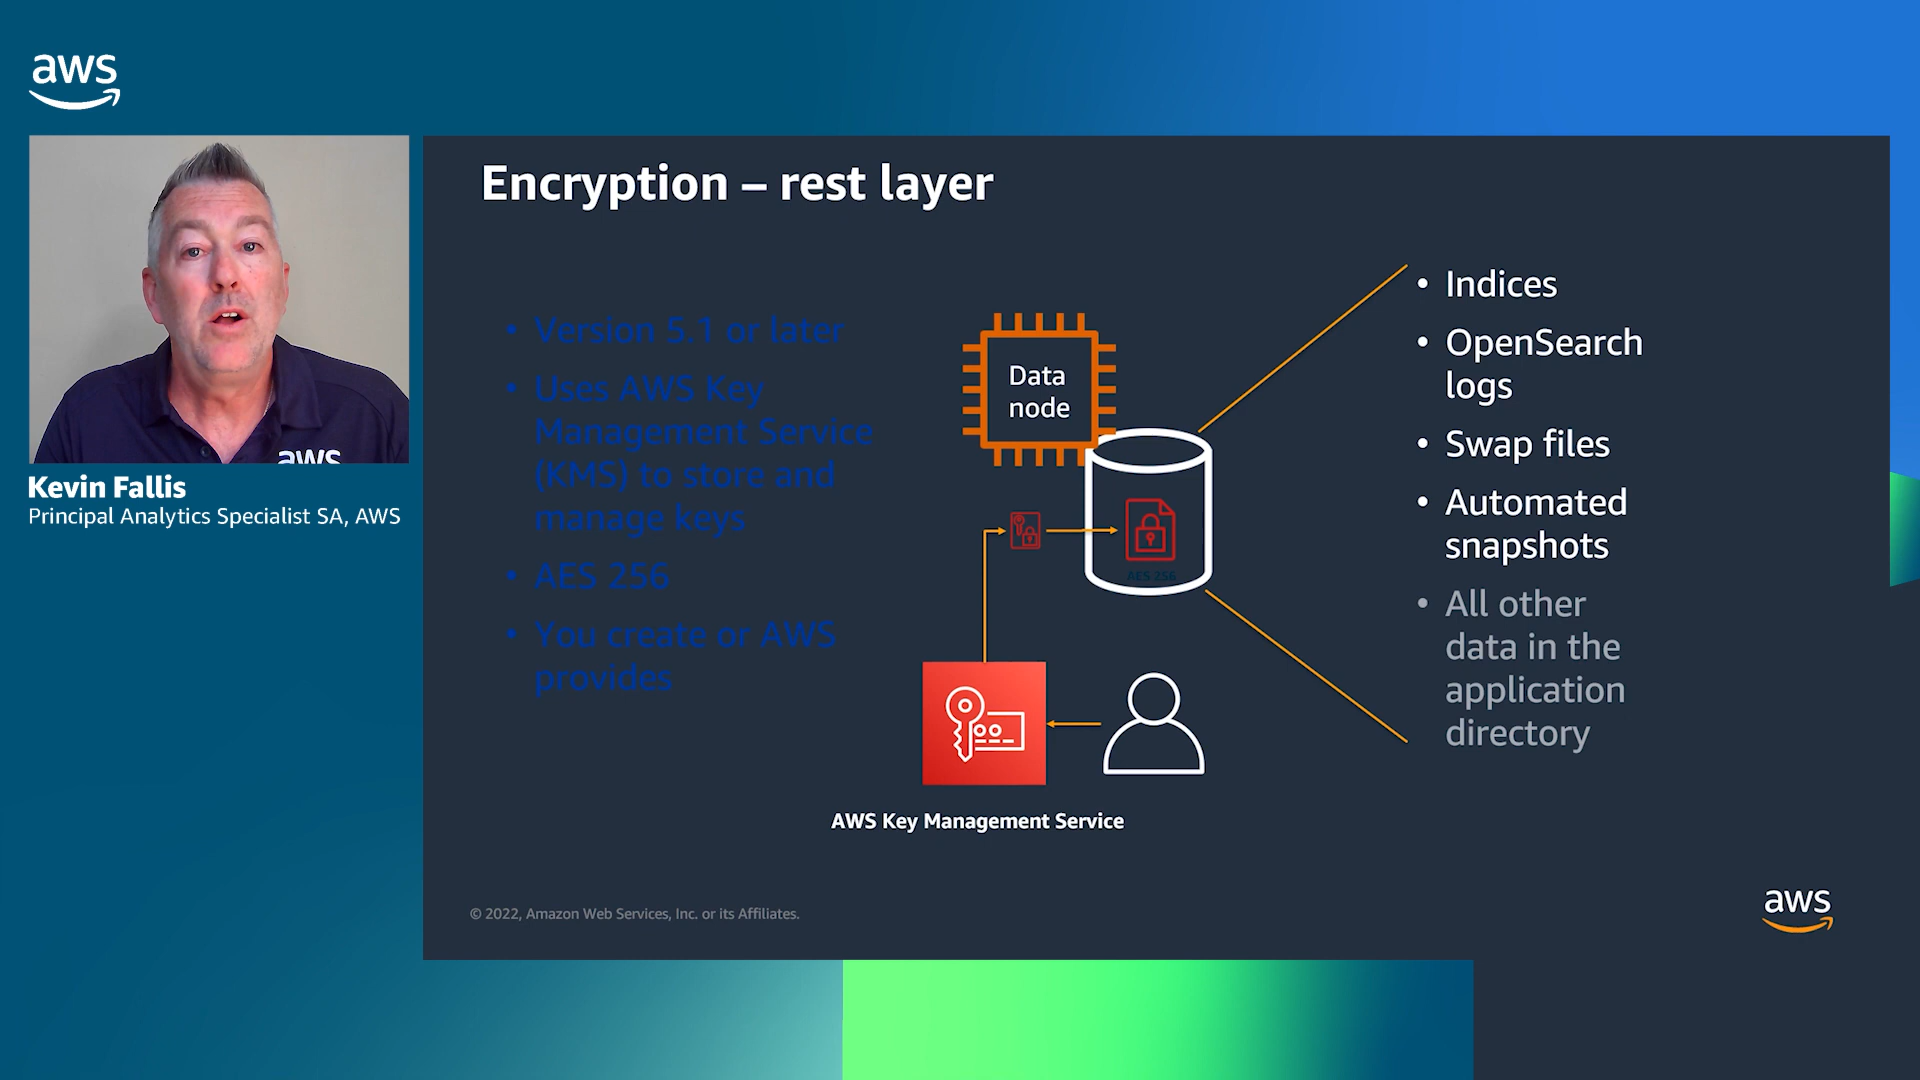 aws
aws
Kevin Fallis
Principal Analytics Specialist SA, AWS
Encryption – rest layer
• Version 5.1 or later
• Uses AWS Key
Management Service
(KMS) to store and
manage keys
• AES 256
• You create or AWS
provides
Data
node
AES 256
AWS Key Management Service
• Indices
• OpenSearch
logs
• Swap files
• Automated
snapshots
• All other
data in the
application
directory
© 2022, Amazon Web Services, Inc. or its Affiliates.
aws